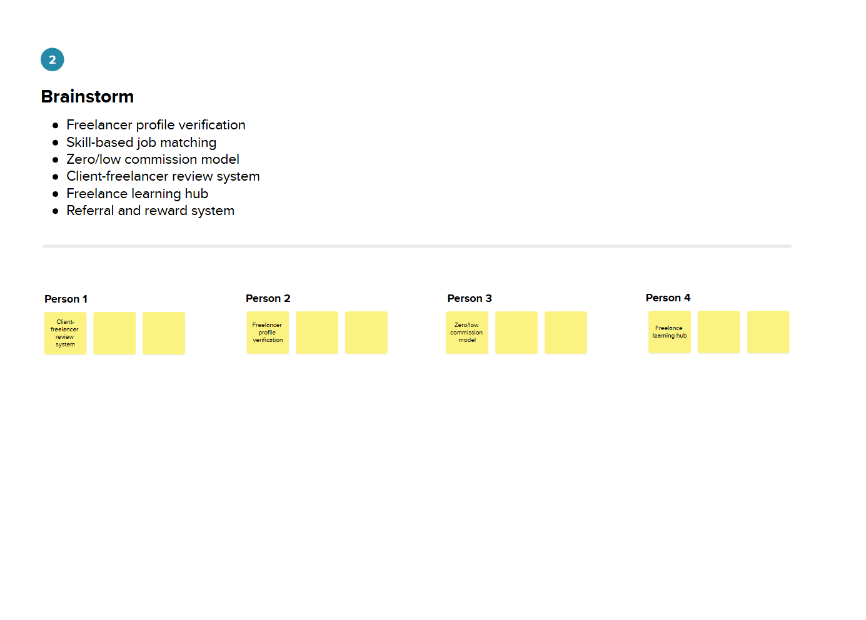 2
Brainstorm
Freelancer profile verification
Skill-based job matching
Zero/low commission model
Client-freelancer review system
Freelance learning hub
Referral and reward system
Person 1
Client-
freelancer
review
system
Person 2
Freelancer
profile
verification
Person 3
Zero/low
commission
model
Person 4
Freelance
learning hub